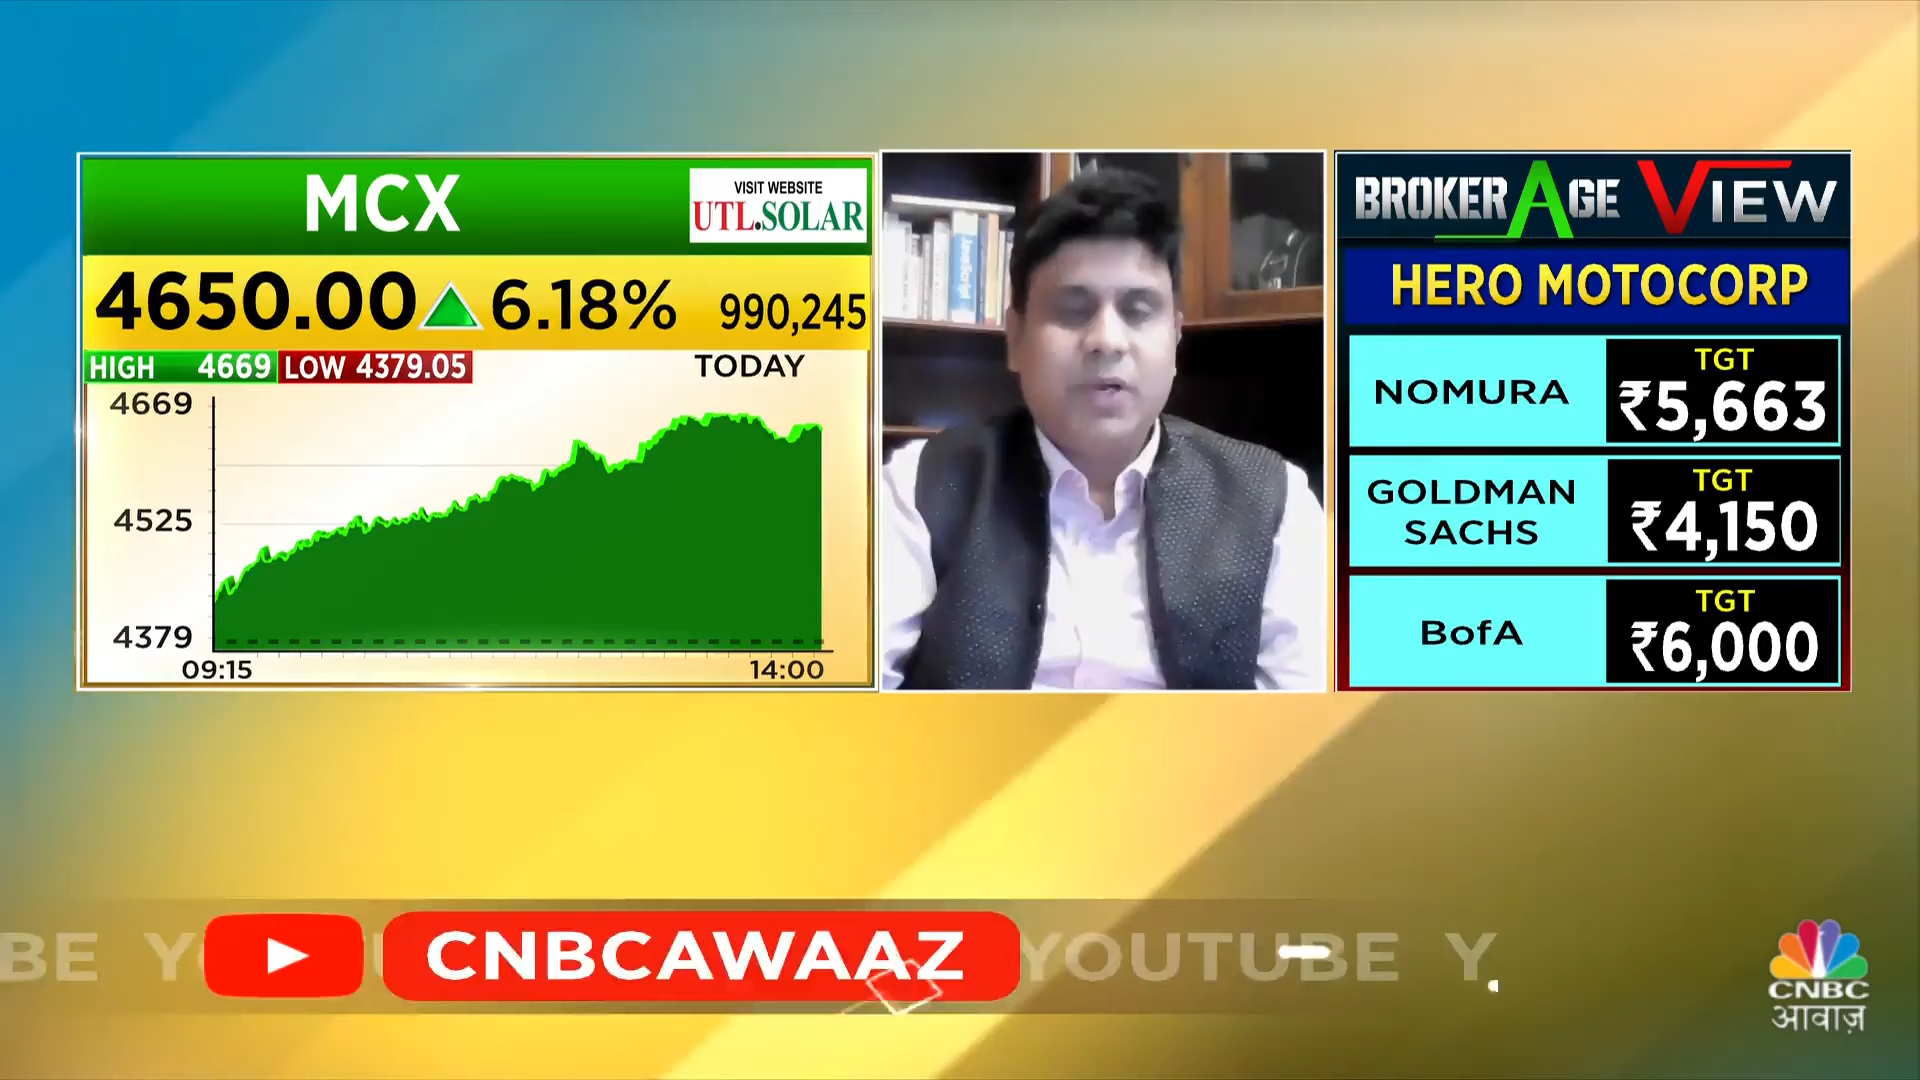 MCX
VISIT WEBSITE
UTL.SOLAR
4650.00 6.18% 990,245
HIGH 4669 LOW 4379.05 TODAY
4669
4525
4379
09:15 14:00
BROKERAGE VIEW
HERO MOTOCORP
NOMURA
TGT
₹5,663
GOLDMAN
SACHS
TGT
₹4,150
BofA
TGT
₹6,000
BE Y CNBCAWAAZ YOUTUBE Y
CNBC
आवाज़